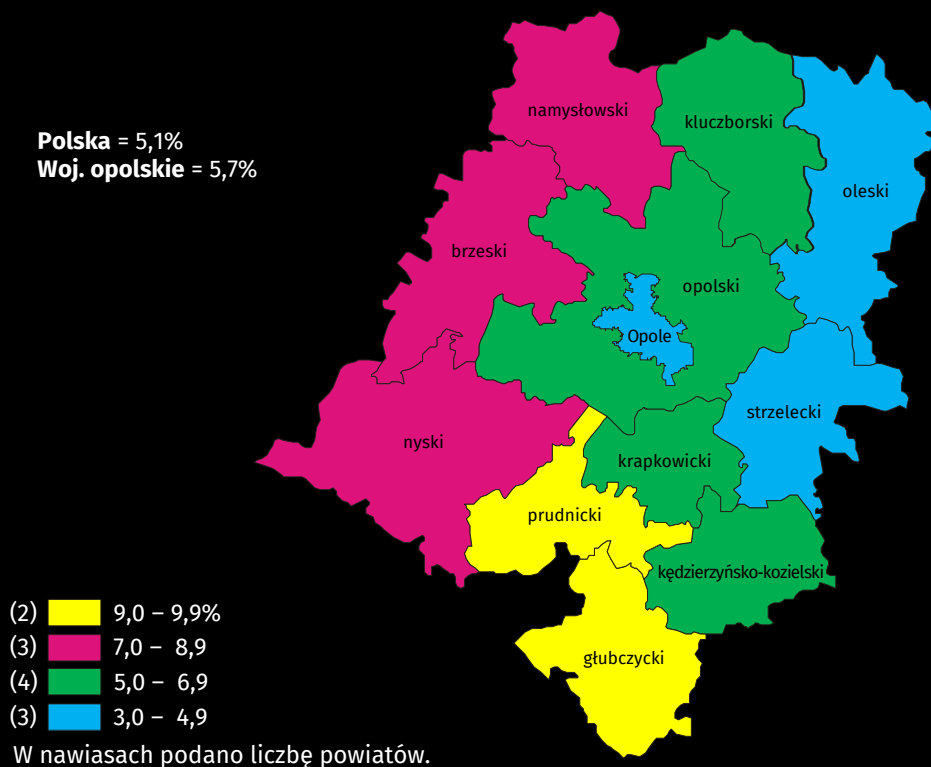 Polska = 5,1%
Woj. opolskie = 5,7%
namysłowski
kluczborski
oleski
brzeski
opolski
Opole
strzelecki
nyski
krapkowicki
prudnicki
kędzierzyńsko-kozielski
głubczycki
(2) 9,0 – 9,9%
(3) 7,0 – 8,9
(4) 5,0 – 6,9
(3) 3,0 – 4,9
W nawiasach podano liczbę powiatów.